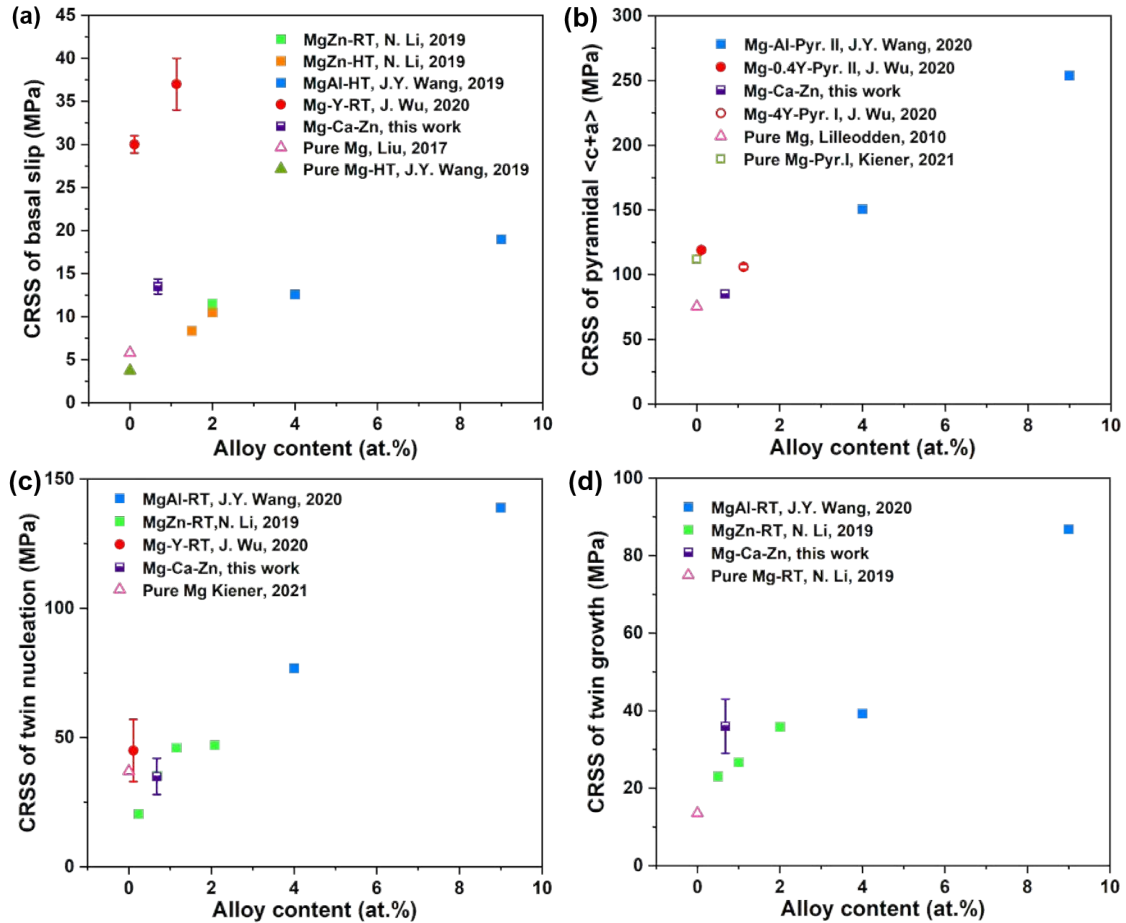 (a)
CRSS of basal slip (MPa)
45
40
35
30
25
20
15
10
5
0
MgZn-RT, N. Li, 2019
MgZn-HT, N. Li, 2019
MgAl-HT, J.Y. Wang, 2019
Mg-Y-RT, J. Wu, 2020
Mg-Ca-Zn, this work
Pure Mg, Liu, 2017
Pure Mg-HT, J.Y. Wang, 2019
0 2 4 6 8 10
Alloy content (at.%)
(b)
CRSS of pyramidal <c+a> (MPa)
300
250
200
150
100
50
0
Mg-Al-Pyr. II, J.Y. Wang, 2020
Mg-0.4Y-Pyr. II, J. Wu, 2020
Mg-Ca-Zn, this work
Mg-4Y-Pyr. I, J. Wu, 2020
Pure Mg, Lilleodden, 2010
Pure Mg-Pyr.I, Kiener, 2021
0 2 4 6 8 10
Alloy content (at.%)
(c)
CRSS of twin nucleation (MPa)
150
100
50
0
MgAl-RT, J.Y. Wang, 2020
MgZn-RT,N. Li, 2019
Mg-Y-RT, J. Wu, 2020
Mg-Ca-Zn, this work
Pure Mg Kiener, 2021
0 2 4 6 8 10
Alloy content (at.%)
(d)
CRSS of twin growth (MPa)
100
80
60
40
20
0
MgAl-RT, J.Y. Wang, 2020
MgZn-RT, N. Li, 2019
Mg-Ca-Zn, this work
Pure Mg-RT, N. Li, 2019
0 2 4 6 8 10
Alloy content (at.%)